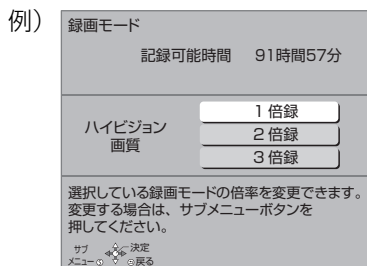 例）
録画モード
記録可能時間 91時間57分
ハイビジョン
画質
1 倍録
2 倍録
3 倍録
選択している録画モードの倍率を変更できます。
変更する場合は、サブメニューボタンを
押してください。
サブ 決定
メニュー S 戻る